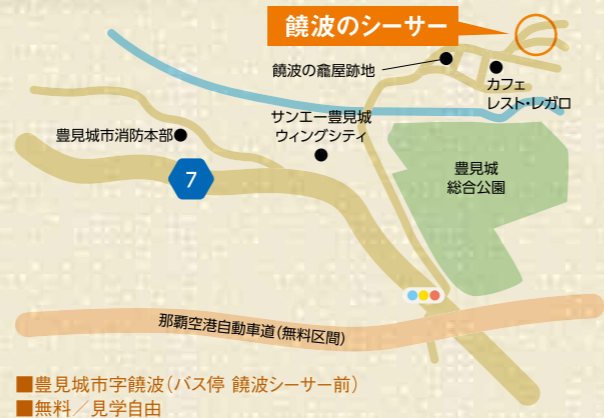 饒波のシーサー
饒波の龕屋跡地
カフェ
レスト・レガロ
サンエー豊見城
ウィングシティ
豊見城市消防本部
7
豊見城
総合公園
那覇空港自動車道(無料区間)
■豊見城市字饒波(バス停 饒波シーサー前)
■無料/見学自由